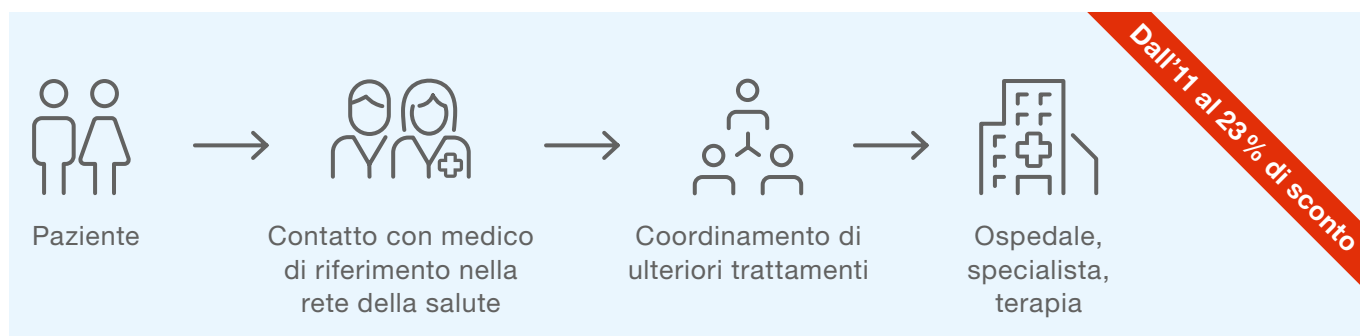 Dall'11 al 23 % di sconto
Paziente
Contatto con medico
di riferimento nella
rete della salute
Coordinamento di
ulteriori trattamenti
Ospedale,
specialista,
terapia